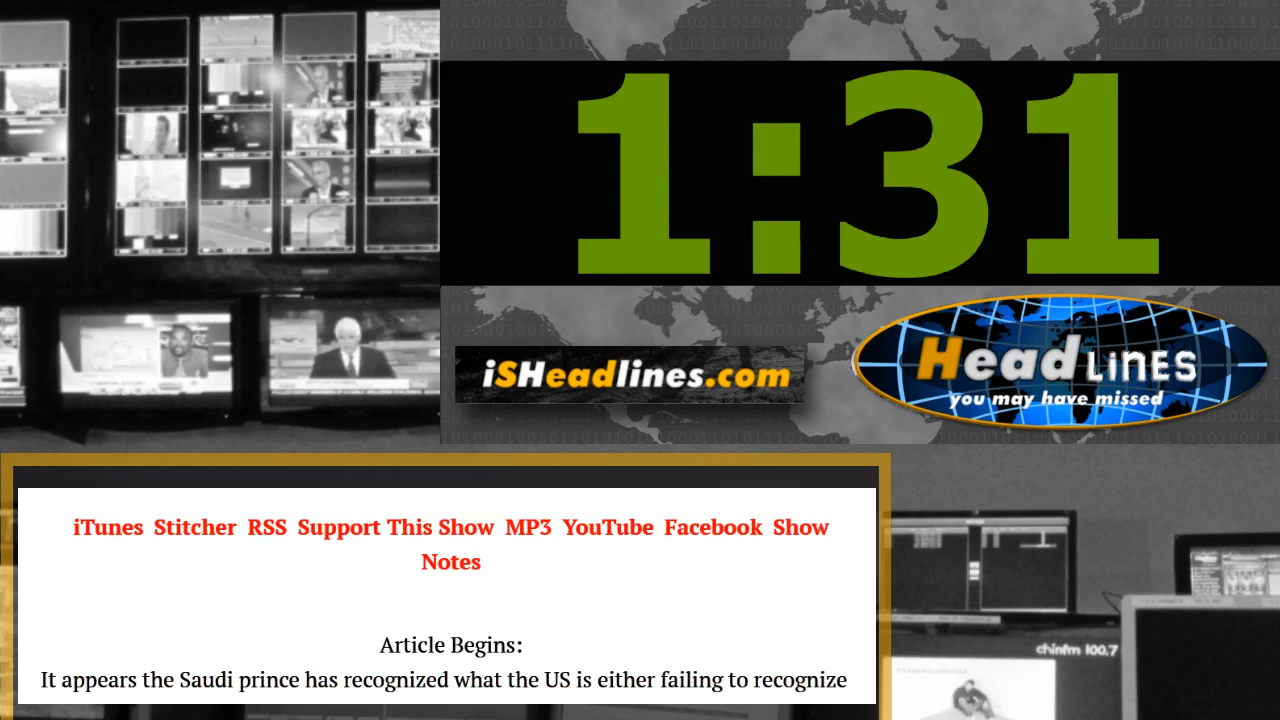 1:31
iSHeadlines.com
HeadLINES
you may have missed
iTunes Stitcher RSS Support This Show MP3 YouTube Facebook Show
Notes
Article Begins:
It appears the Saudi prince has recognized what the US is either failing to recognize
chinfm 100.7